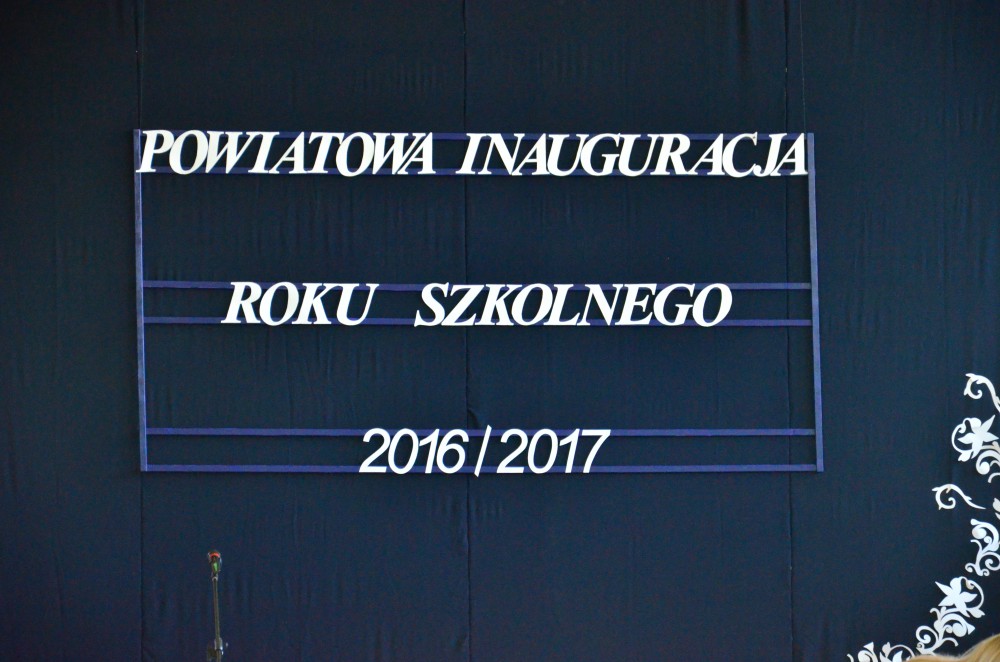 POWIATOWA INAUGURACJA
ROKU SZKOLNEGO
2016/2017